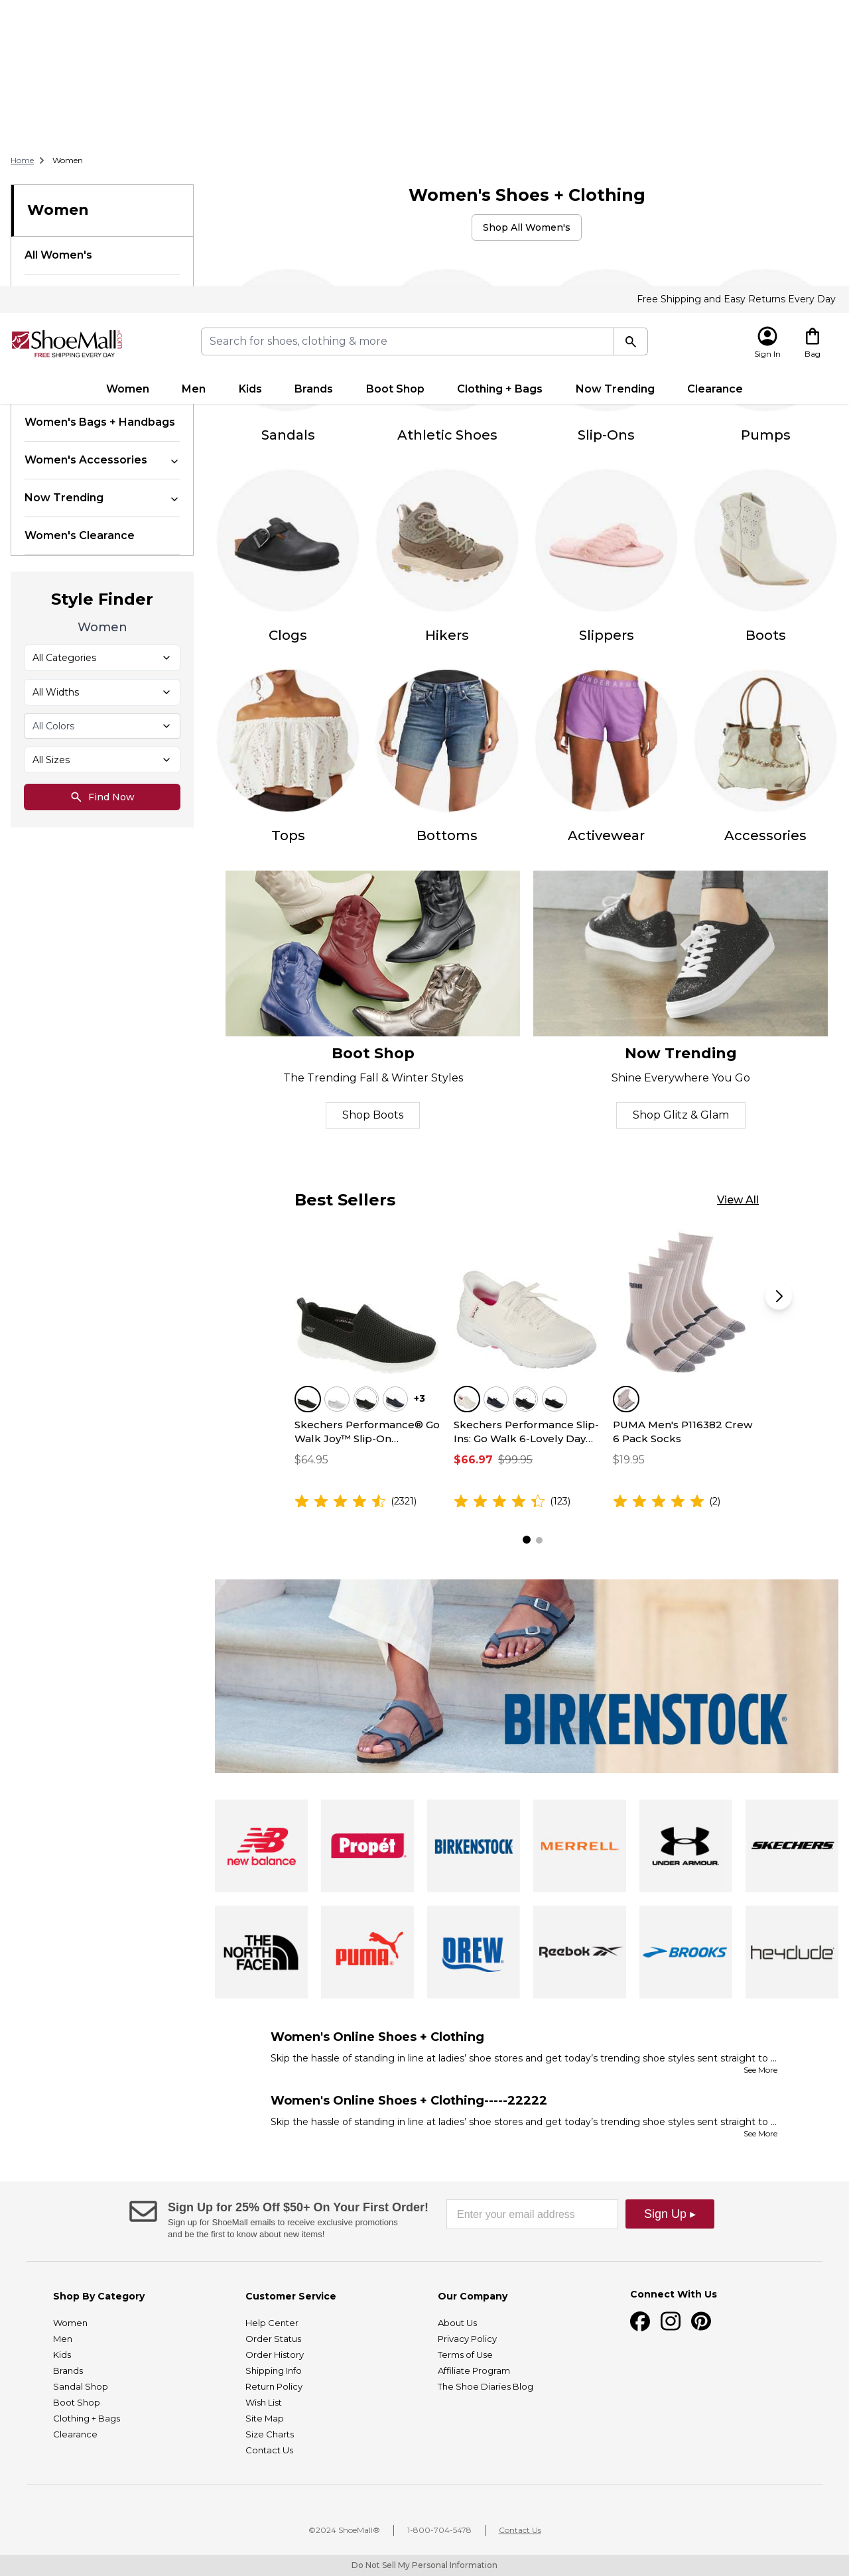 Home > Women
Women
All Women's
Women's Shoes + Clothing
Shop All Women's
Free Shipping and Easy Returns Every Day
ShoeMall
FREE SHIPPING EVERY DAY
Search for shoes, clothing & more
Sign In
Bag
Women
Men
Kids
Brands
Boot Shop
Clothing + Bags
Now Trending
Clearance
Women's Bags + Handbags
Women's Accessories
Now Trending
Women's Clearance
Style Finder
Women
All Categories
All Widths
All Colors
All Sizes
Find Now
Sandals
Athletic Shoes
Slip-Ons
Pumps
Clogs
Hikers
Slippers
Boots
Tops
Bottoms
Activewear
Accessories
Boot Shop
The Trending Fall & Winter Styles
Shop Boots
Now Trending
Shine Everywhere You Go
Shop Glitz & Glam
Best Sellers
View All
+3
Skechers Performance® Go
Walk Joy™ Slip-On...
$64.95
(2321)
Skechers Performance Slip-
Ins: Go Walk 6-Lovely Day...
$66.97 $99.95
(123)
PUMA Men's P116382 Crew
6 Pack Socks
$19.95
(2)
BIRKENSTOCK®
NB
new balance
Propét
BIRKENSTOCK
MERRELL
UNDER ARMOUR
SKECHERS
THE
NORTH
FACE
PUMA
DREW
Reebok
BROOKS
heydude
Women's Online Shoes + Clothing
Skip the hassle of standing in line at ladies' shoe stores and get today's trending shoe styles sent straight to ...
See More
Women's Online Shoes + Clothing-----22222
Skip the hassle of standing in line at ladies' shoe stores and get today's trending shoe styles sent straight to ...
See More
Sign Up for 25% Off $50+ On Your First Order!
Sign up for ShoeMall emails to receive exclusive promotions
and be the first to know about new items!
Enter your email address
Sign Up ▸
Shop By Category
Women
Men
Kids
Brands
Sandal Shop
Boot Shop
Clothing + Bags
Clearance
Customer Service
Help Center
Order Status
Order History
Shipping Info
Return Policy
Wish List
Site Map
Size Charts
Contact Us
Our Company
About Us
Privacy Policy
Terms of Use
Affiliate Program
The Shoe Diaries Blog
Connect With Us
©2024 ShoeMall®
1-800-704-5478
Contact Us
Do Not Sell My Personal Information